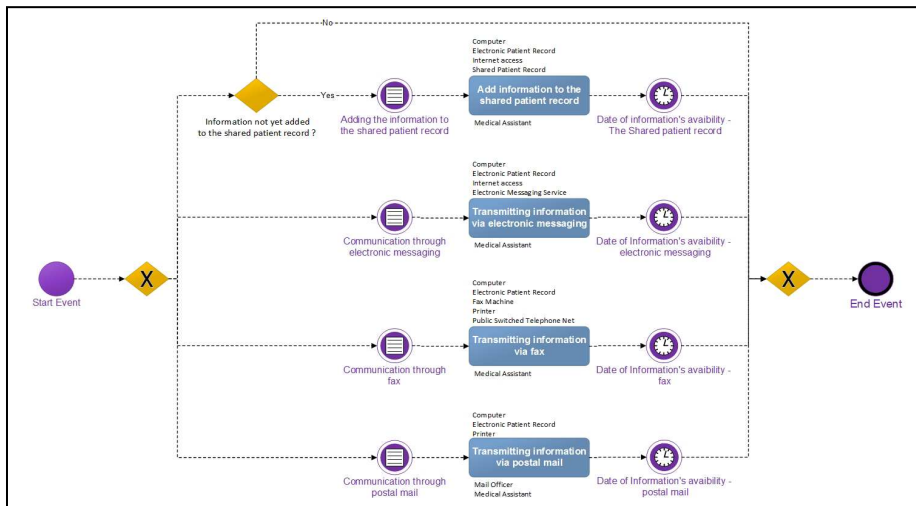 No
Computer
Electronic Patient Record
Internet access
Shared Patient Record
Yes
Add information to the
shared patient record
Information not yet added
to the shared patient record ?
Adding the information to
the shared patient record
Medical Assistant
Date of information's avaibility -
The Shared patient record
Computer
Electronic Patient Record
Internet access
Electronic Messaging Service
Transmitting information
via electronic messaging
Communication through
electronic messaging
Medical Assistant
Date of Information's avaibility -
electronic messaging
X
X
Start Event
End Event
Computer
Electronic Patient Record
Fax Machine
Printer
Public Switched Telephone Net
Transmitting information
via fax
Communication through
fax
Medical Assistant
Date of Information's avaibility -
fax
Computer
Electronic Patient Record
Printer
Transmitting information
via postal mail
Communication through
postal mail
Mail Officer
Medical Assistant
Date of Information's avaibility -
postal mail